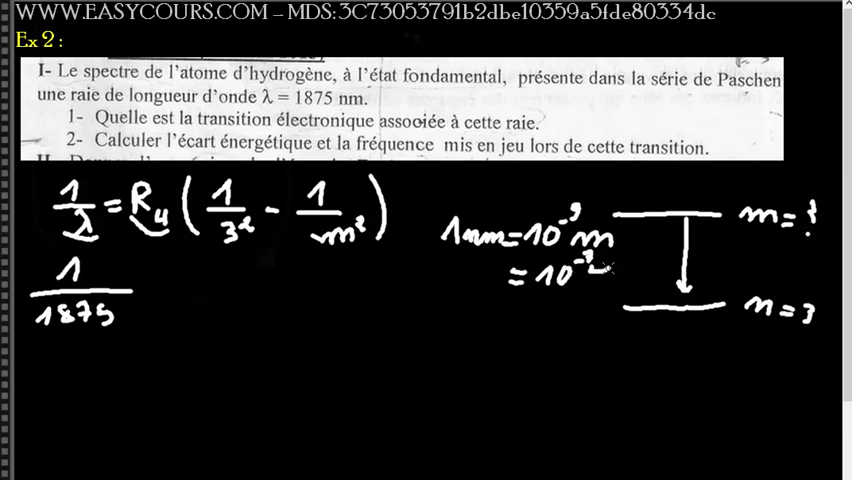 WWW.EASYCOURS.COM – MDS:3C73053791b2dbe10359a5fde80334dc
Ex 2 :
I- Le spectre de l'atome d'hydrogène, à l'état fondamental, présente dans la série de Paschen
une raie de longueur d'onde λ = 1875 nm.
1- Quelle est la transition électronique associée à cette raie.
2- Calculer l'écart énergétique et la fréquence mis en jeu lors de cette transition.
1/λ = R_H ( 1/3² - 1/m² )
1/1875
1nm = 10⁻⁹ m
= 10⁻⁹
m = ?
n = 3